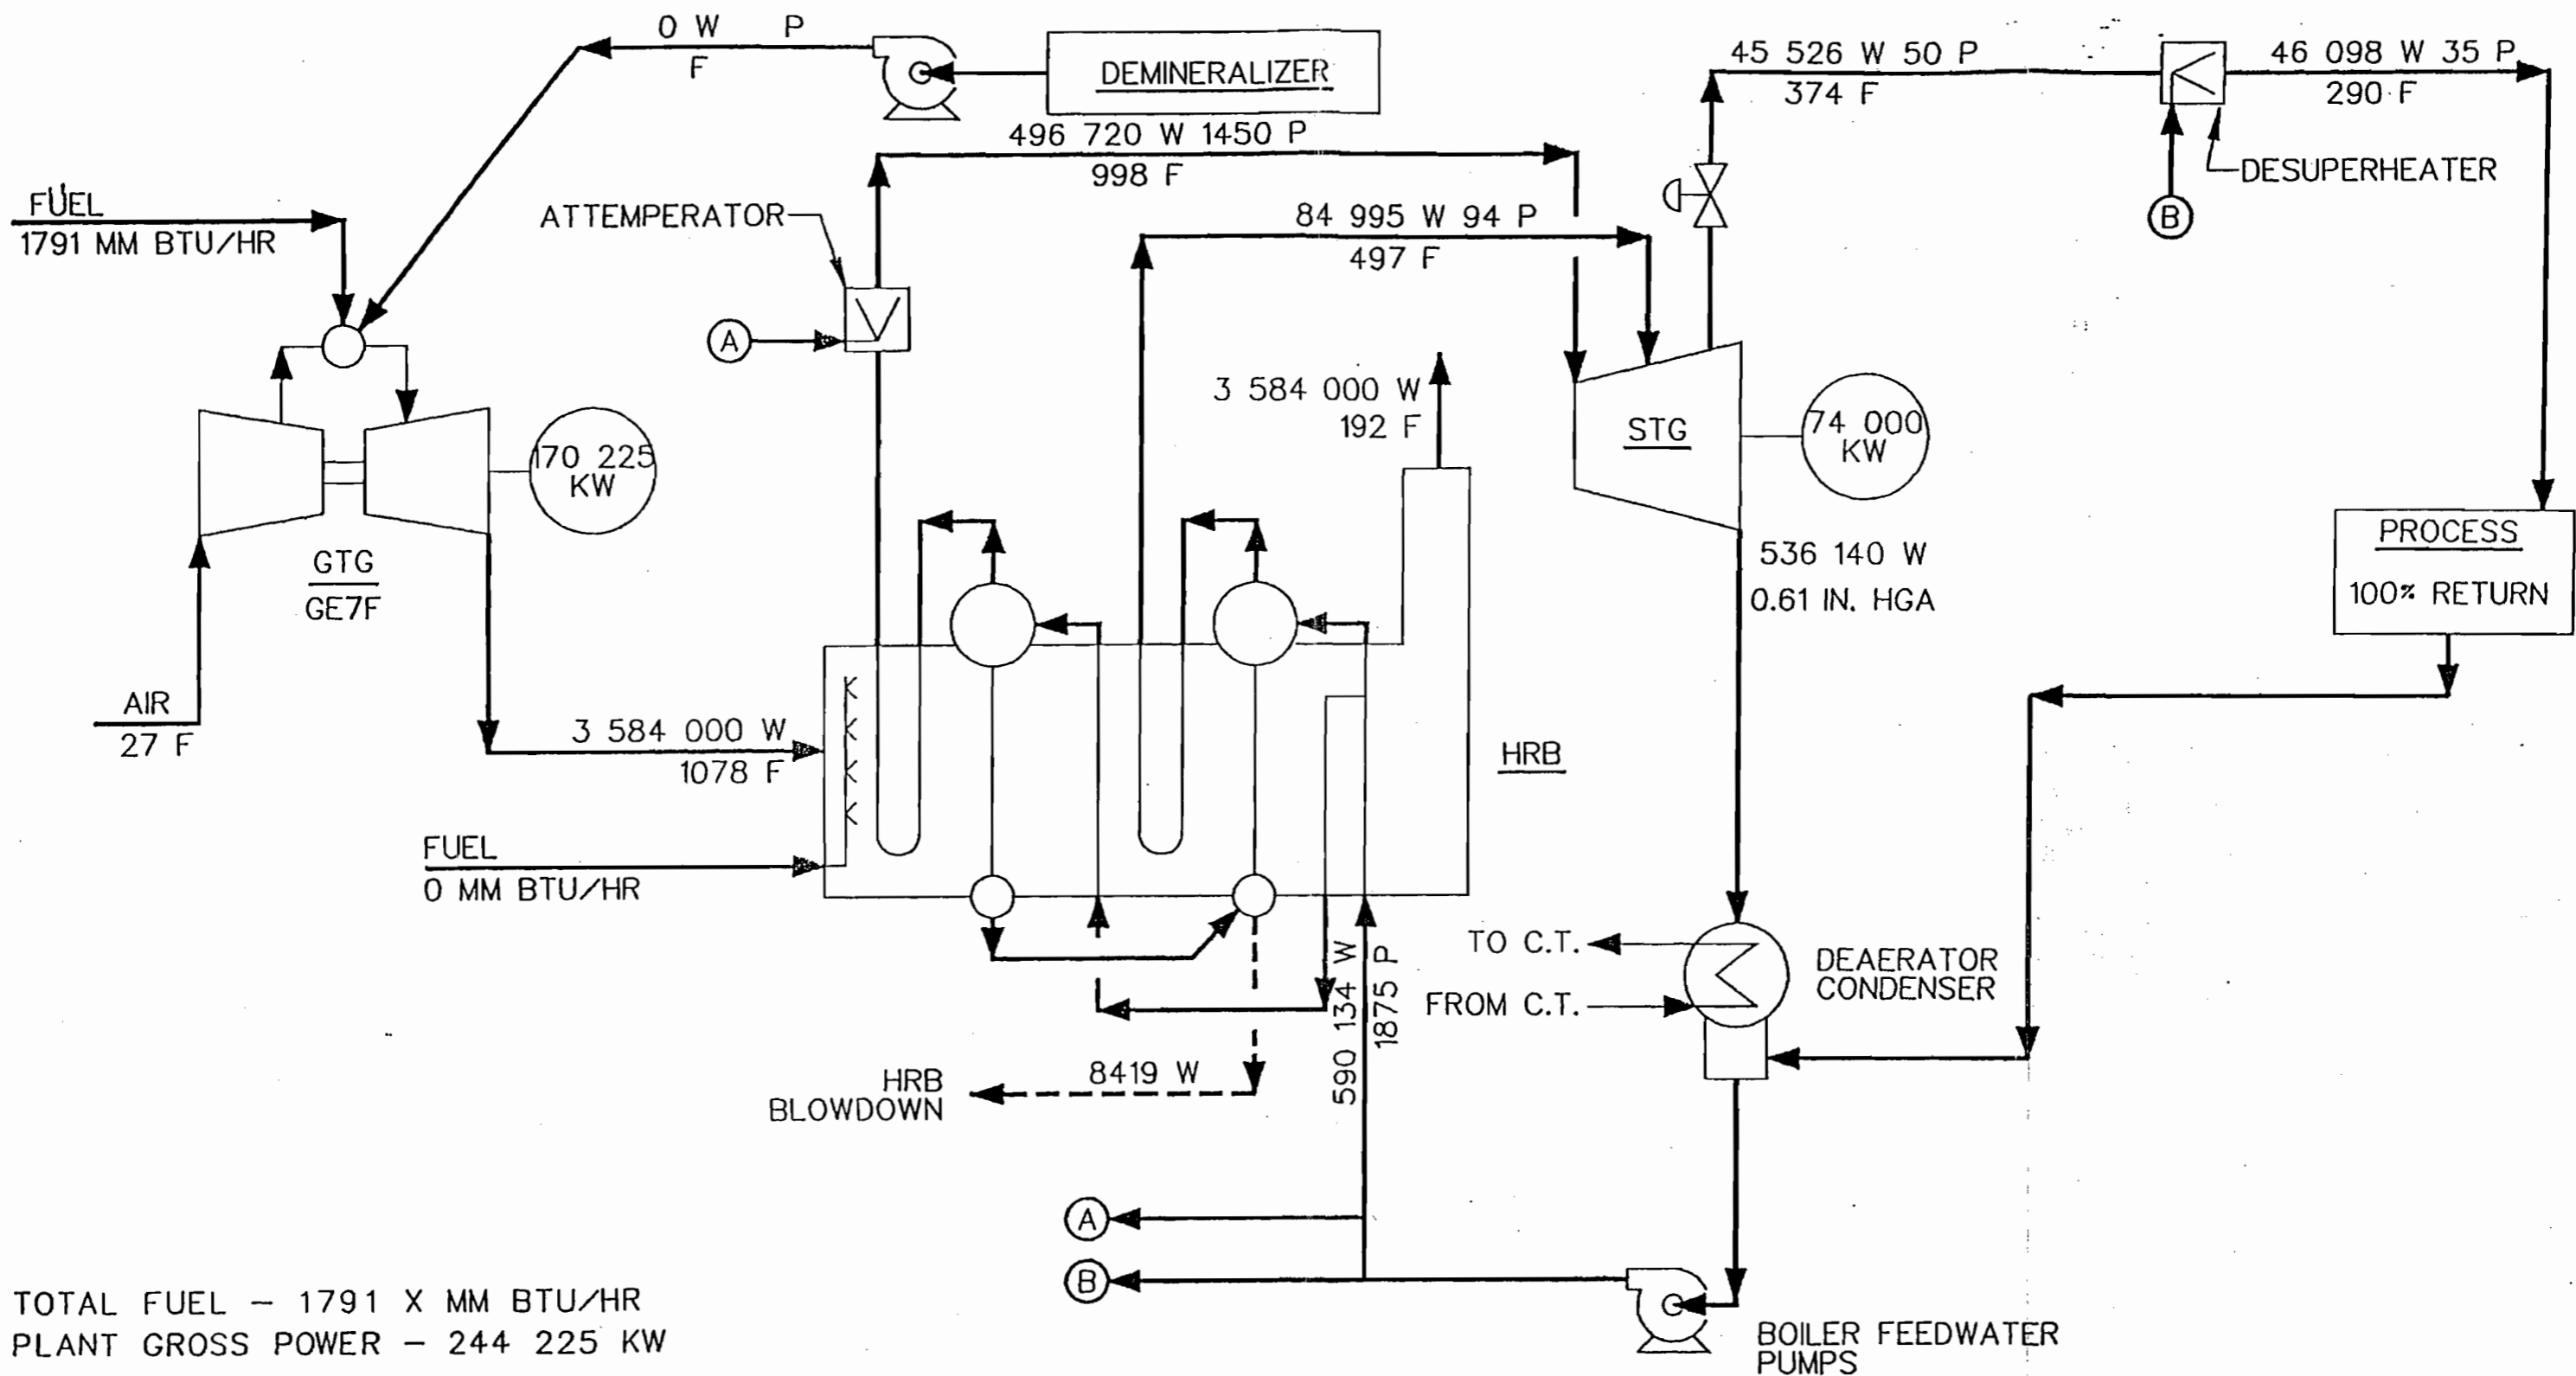 0 W P
F
DEMINERALIZER
45 526 W 50 P
374 F
46 098 W 35 P
290 F
DESUPERHEATER
B
496 720 W 1450 P
998 F
FUEL
1791 MM BTU/HR
ATTEMPERATOR
84 995 W 94 P
497 F
A
3 584 000 W
192 F
STG
74 000
KW
170 225
KW
GTG
GE7F
536 140 W
0.61 IN. HGA
PROCESS
100% RETURN
AIR
27 F
3 584 000 W
1078 F
HRB
FUEL
0 MM BTU/HR
TO C.T.
FROM C.T.
DEAERATOR
CONDENSER
590 134 W
1875 P
HRB
BLOWDOWN
8419 W
A
B
BOILER FEEDWATER
PUMPS
TOTAL FUEL – 1791 X MM BTU/HR
PLANT GROSS POWER – 244 225 KW